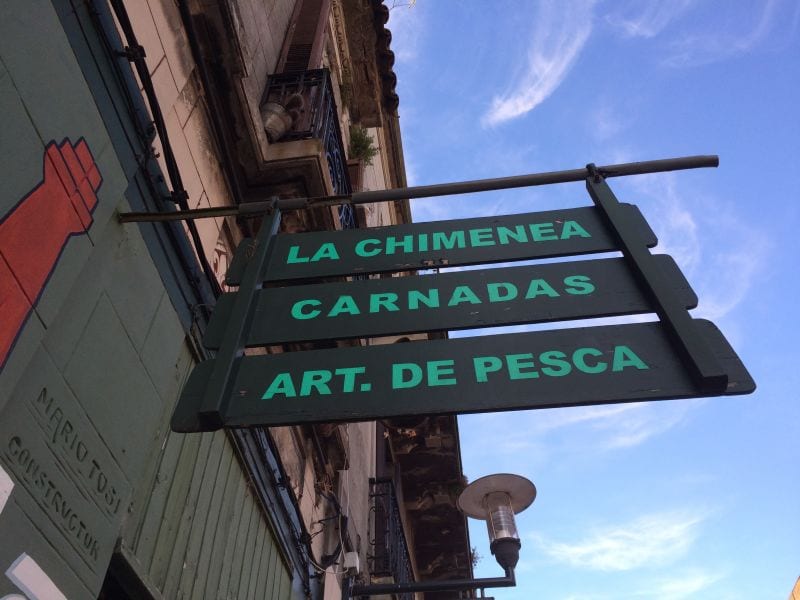 LA CHIMENEA
CARNADAS
ART. DE PESCA
MARIO TOSI
CONSTRUCTOR